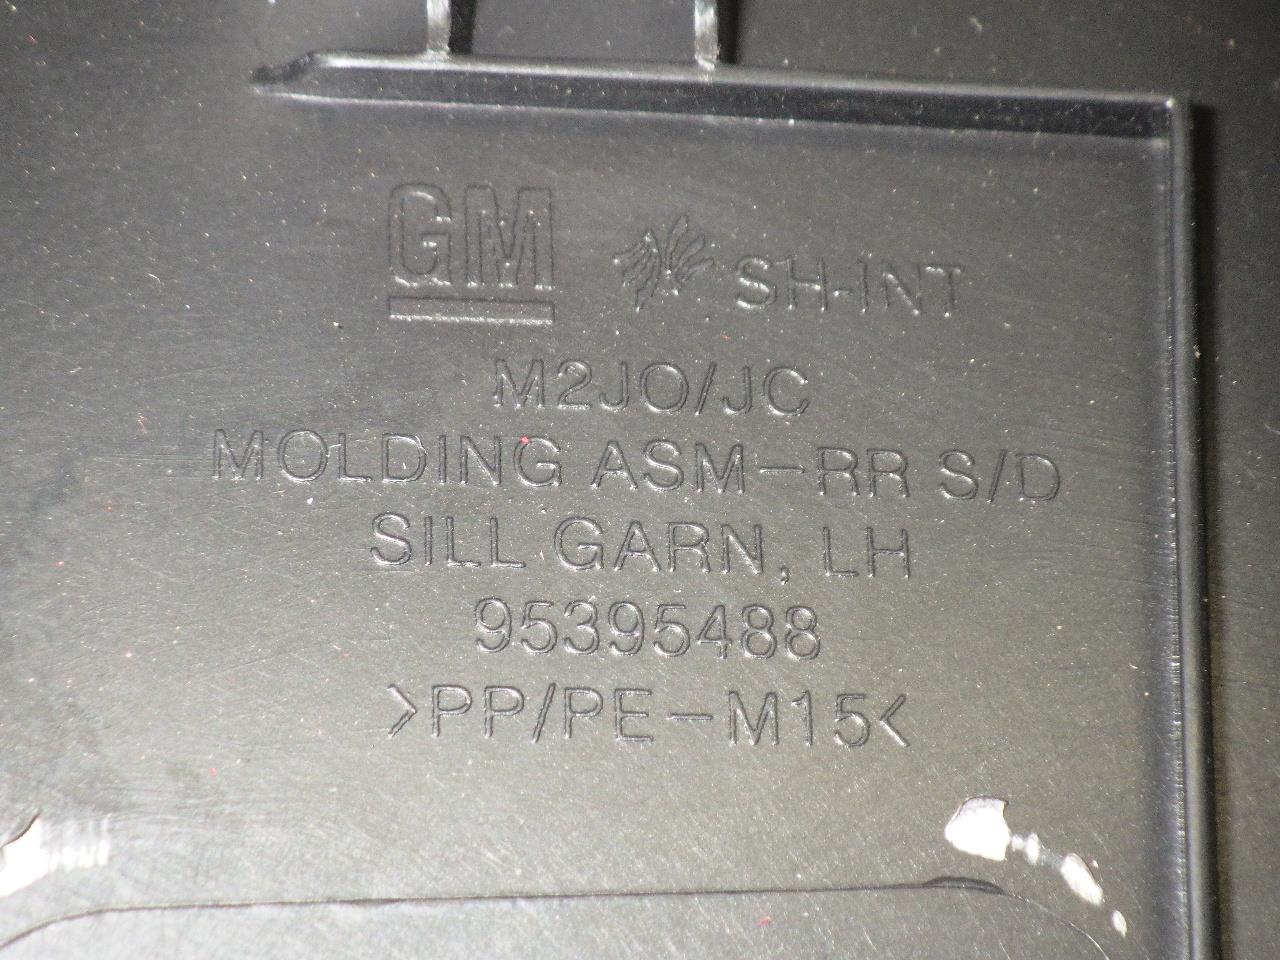 GM SH-INT
M2JO/JC
MOLDING ASM-RR S/D
SILL GARN, LH
95395488
>PP/PE-M15<